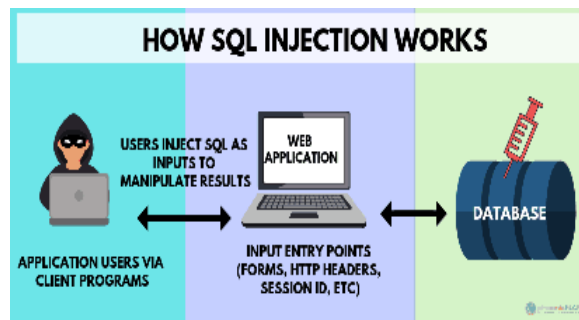 HOW SQL INJECTION WORKS
USERS INJECT SQL AS
INPUTS TO
MANIPULATE RESULTS
WEB
APPLICATION
DATABASE
APPLICATION USERS VIA
CLIENT PROGRAMS
INPUT ENTRY POINTS
(FORMS, HTTP HEADERS,
SESSION ID, ETC)